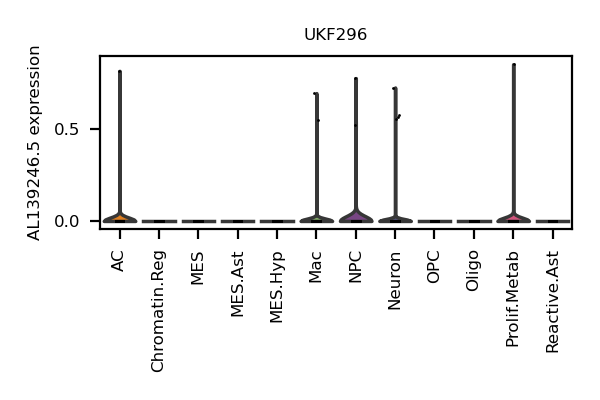 UKF296
AL139246.5 expression
0.5
0.0
AC
Chromatin.Reg
MES
MES.Ast
MES.Hyp
Mac
NPC
Neuron
OPC
Oligo
Prolif.Metab
Reactive.Ast